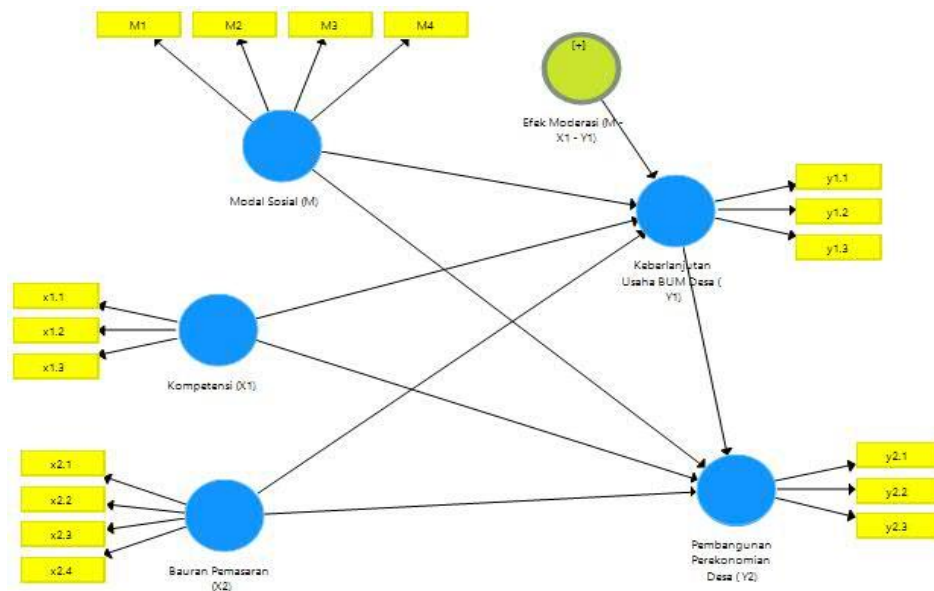 M1
M2
M3
M4
[+]
Efek Moderasi (M -
X1 - Y1)
Modal Sosial (M)
y1.1
y1.2
y1.3
Keberlanjutan
Usaha BUM Desa (
Y1)
x1.1
x1.2
x1.3
Kompetensi (X1)
x2.1
x2.2
x2.3
x2.4
Bauran Pemasaran
(X2)
y2.1
y2.2
y2.3
Pembangunan
Perekonomian
Desa ( Y2)